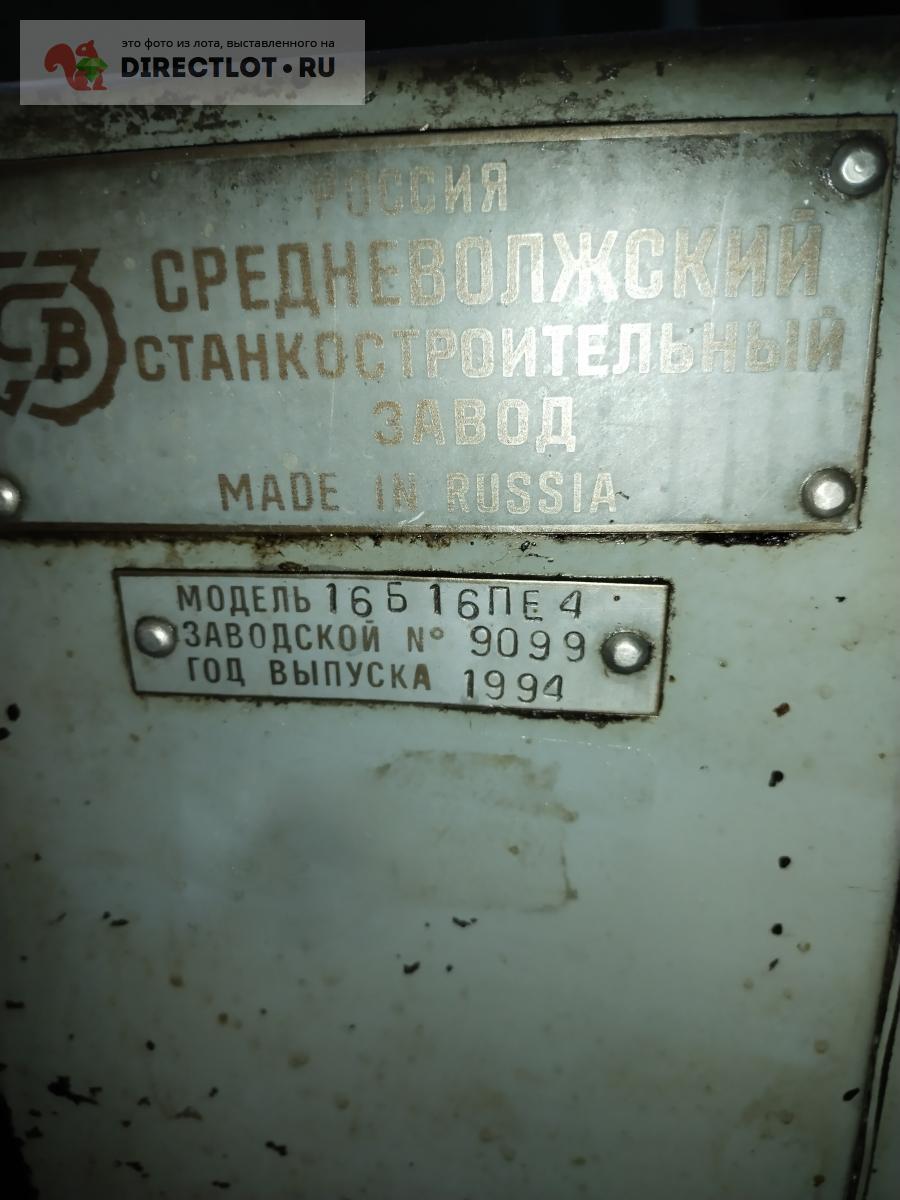 это фото из лота, выставленного на
DIRECTLOT•RU
РОССИЯ
СРЕДНЕВОЛЖСКИЙ
СТАНКОСТРОИТЕЛЬНЫЙ
ЗАВОД
MADE IN RUSSIA
СВ
МОДЕЛЬ 16Б16ПЕ4
ЗАВОДСКОЙ № 9099
ГОД ВЫПУСКА 1994